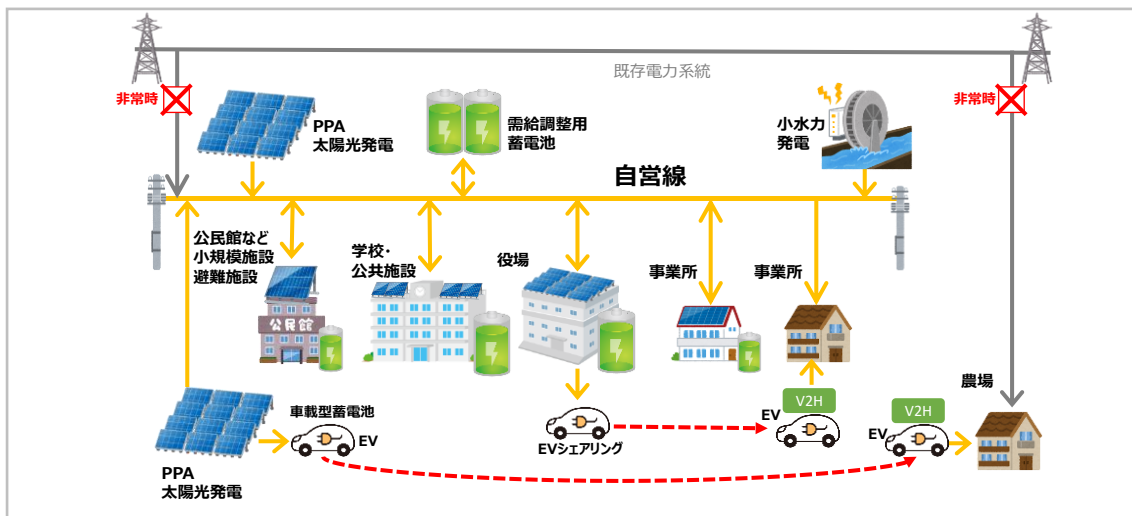 既存電力系統
非常時
非常時
PPA
太陽光発電
需給調整用
蓄電池
小水力
発電
自営線
公民館など
小規模施設
避難施設
学校・
公共施設
役場
事業所
事業所
公民館
農場
車載型蓄電池
EV
EVシェアリング
EV
V2H
EV
V2H
PPA
太陽光発電